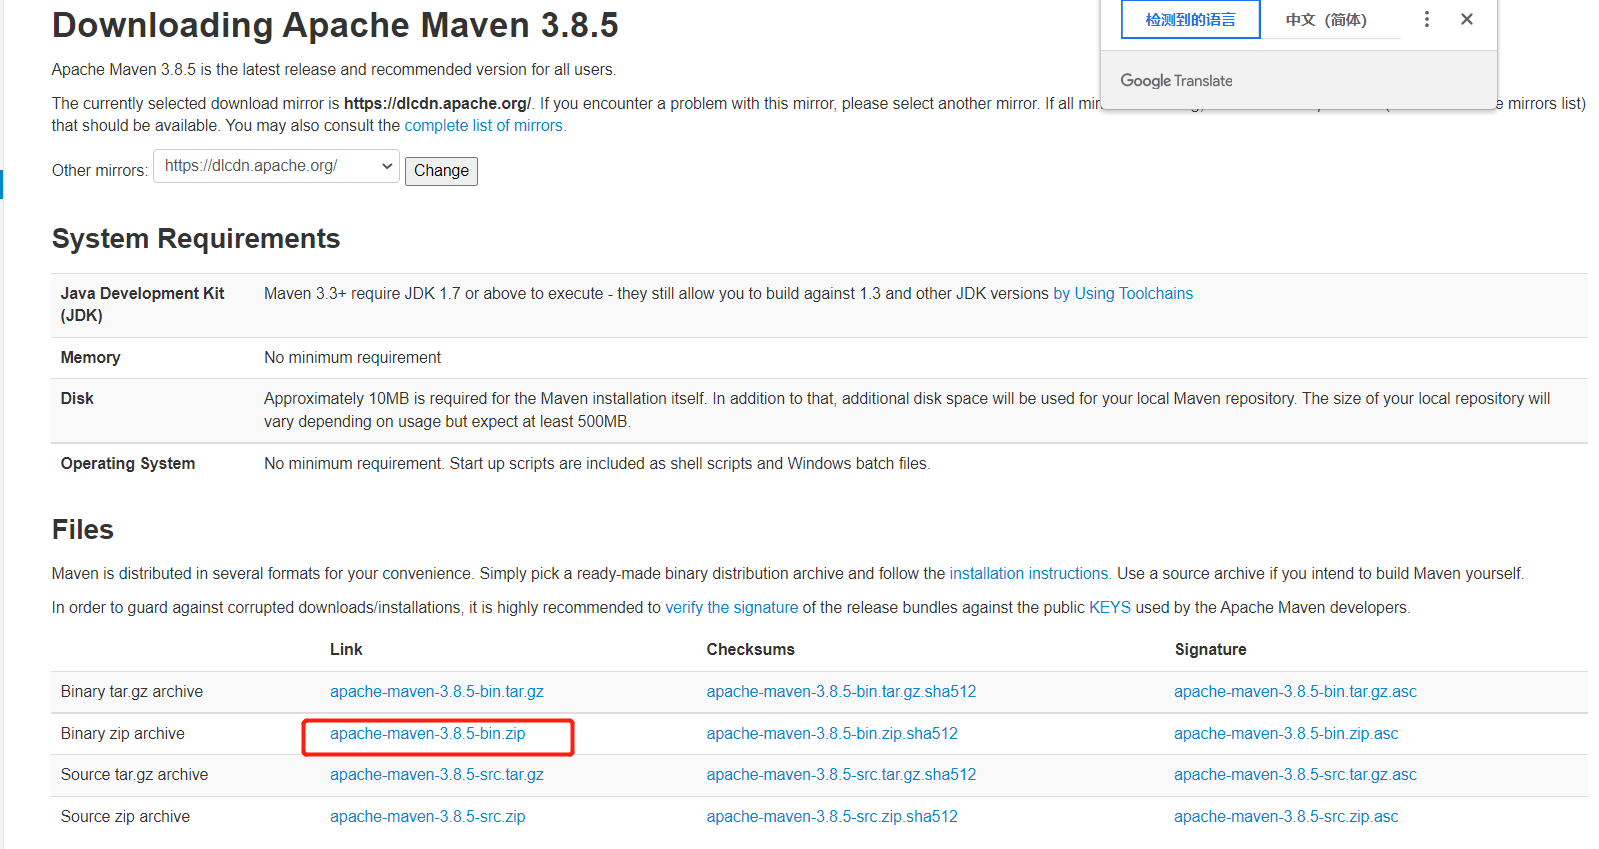 Downloading Apache Maven 3.8.5
检测到的语言 中文（简体）
Google Translate
Apache Maven 3.8.5 is the latest release and recommended version for all users.
The currently selected download mirror is https://dlcdn.apache.org/. If you encounter a problem with this mirror, please select another mirror. If all mir e mirrors list)
that should be available. You may also consult the complete list of mirrors.
Other mirrors: https://dlcdn.apache.org/ Change
System Requirements
Java Development Kit Maven 3.3+ require JDK 1.7 or above to execute - they still allow you to build against 1.3 and other JDK versions by Using Toolchains
(JDK)
Memory No minimum requirement
Disk Approximately 10MB is required for the Maven installation itself. In addition to that, additional disk space will be used for your local Maven repository. The size of your local repository will
vary depending on usage but expect at least 500MB.
Operating System No minimum requirement. Start up scripts are included as shell scripts and Windows batch files.
Files
Maven is distributed in several formats for your convenience. Simply pick a ready-made binary distribution archive and follow the installation instructions. Use a source archive if you intend to build Maven yourself.
In order to guard against corrupted downloads/installations, it is highly recommended to verify the signature of the release bundles against the public KEYS used by the Apache Maven developers.
Link Checksums Signature
Binary tar.gz archive apache-maven-3.8.5-bin.tar.gz apache-maven-3.8.5-bin.tar.gz.sha512 apache-maven-3.8.5-bin.tar.gz.asc
Binary zip archive apache-maven-3.8.5-bin.zip apache-maven-3.8.5-bin.zip.sha512 apache-maven-3.8.5-bin.zip.asc
Source tar.gz archive apache-maven-3.8.5-src.tar.gz apache-maven-3.8.5-src.tar.gz.sha512 apache-maven-3.8.5-src.tar.gz.asc
Source zip archive apache-maven-3.8.5-src.zip apache-maven-3.8.5-src.zip.sha512 apache-maven-3.8.5-src.zip.asc